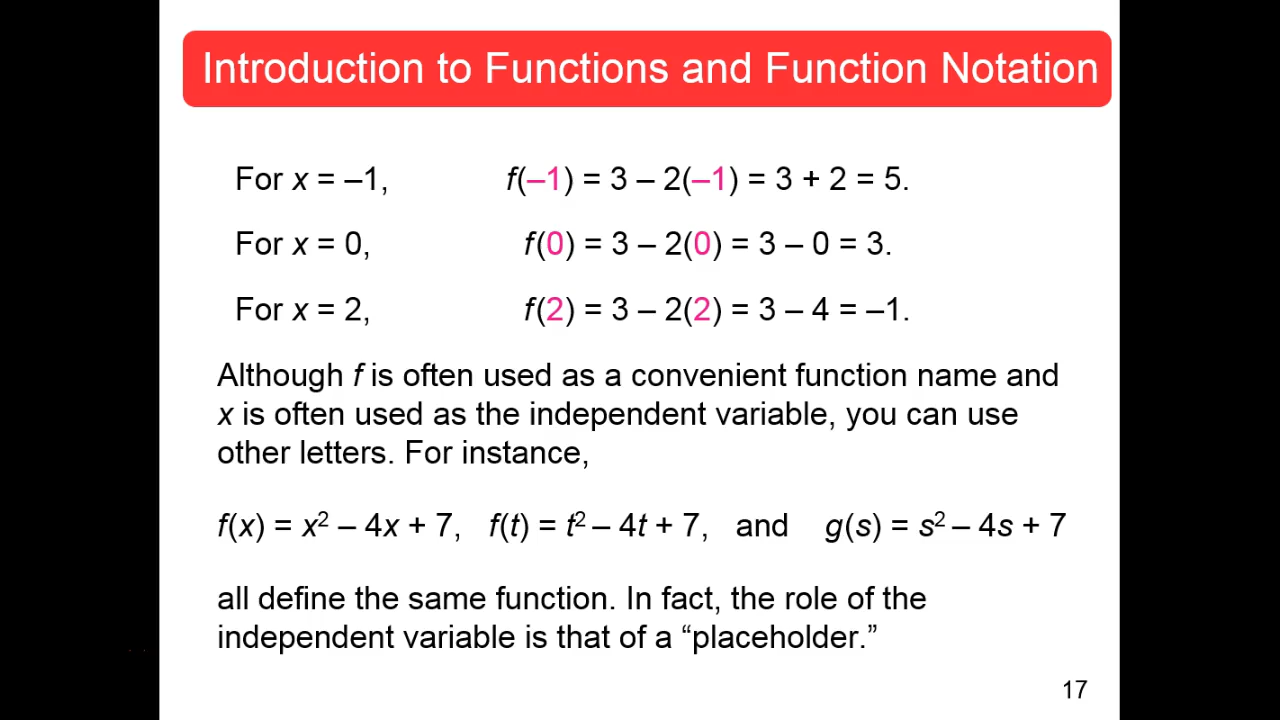 Introduction to Functions and Function Notation
For x = –1, f(–1) = 3 – 2(–1) = 3 + 2 = 5.
For x = 0, f(0) = 3 – 2(0) = 3 – 0 = 3.
For x = 2, f(2) = 3 – 2(2) = 3 – 4 = –1.
Although f is often used as a convenient function name and
x is often used as the independent variable, you can use
other letters. For instance,
f(x) = x² – 4x + 7, f(t) = t² – 4t + 7, and g(s) = s² – 4s + 7
all define the same function. In fact, the role of the
independent variable is that of a “placeholder.”
17